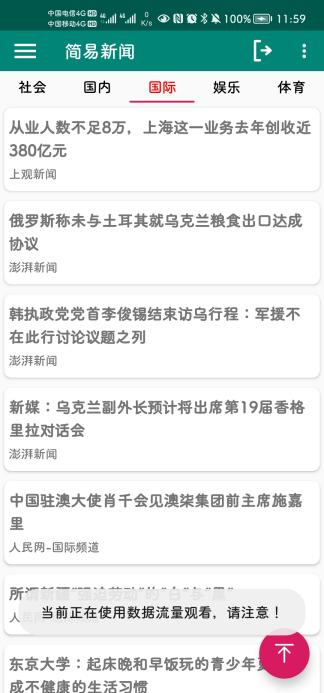 中国电信4G HD 中国移动4G HD 4G 4G 0 K/s 100% 11:59
简易新闻
社会 国内 国际 娱乐 体育
从业人数不足8万，上海这一业务去年创收近
380亿元
上观新闻
俄罗斯称未与土耳其就乌克兰粮食出口达成
协议
澎湃新闻
韩执政党党首李俊锡结束访乌行程：军援不
在此行讨论议题之列
澎湃新闻
新媒：乌克兰副外长预计将出席第19届香格
里拉对话会
澎湃新闻
中国驻澳大使肖千会见澳柒集团前主席施嘉
里
人民网-国际频道
所谓新疆“强迫劳动”的“白”与“黑”
当前正在使用数据流量观看，请注意！
东京大学：起床晚和早饭玩的青少年
成不健康的生活习惯